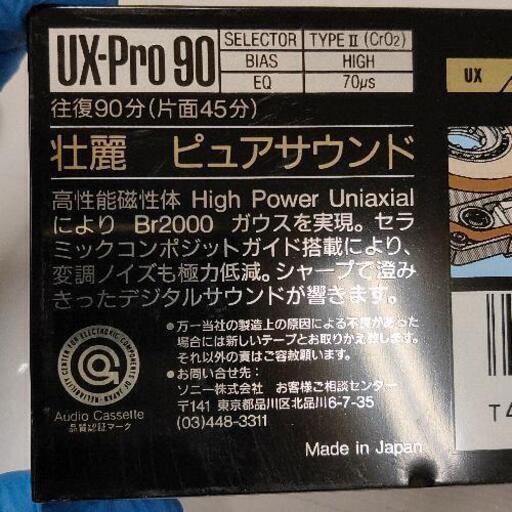 UX-Pro 90
SELECTOR TYPE II (CrO2)
BIAS HIGH
EQ 70μs
UX
往復90分(片面45分)
壮麗 ピュアサウンド
高性能磁性体 High Power Uniaxial
により Br2000 ガウスを実現。セラ
ミックコンポジットガイド搭載により、
変調ノイズも極力低減。シャープで澄み
きったデジタルサウンドが響きます。
●万一当社の製造上の原因による不良があった
場合には新しいテープとお取りかえ致します。
それ以外の責はご容赦願います。
●お問い合せ先:
ソニー株式会社 お客様ご相談センター
〒141 東京都品川区北品川6-7-35
(03)448-3311
RELIABILITY CENTER FOR ELECTRONIC COMPONENTS OF JAPAN
Audio Cassette
品質認証マーク
Made in Japan
T4